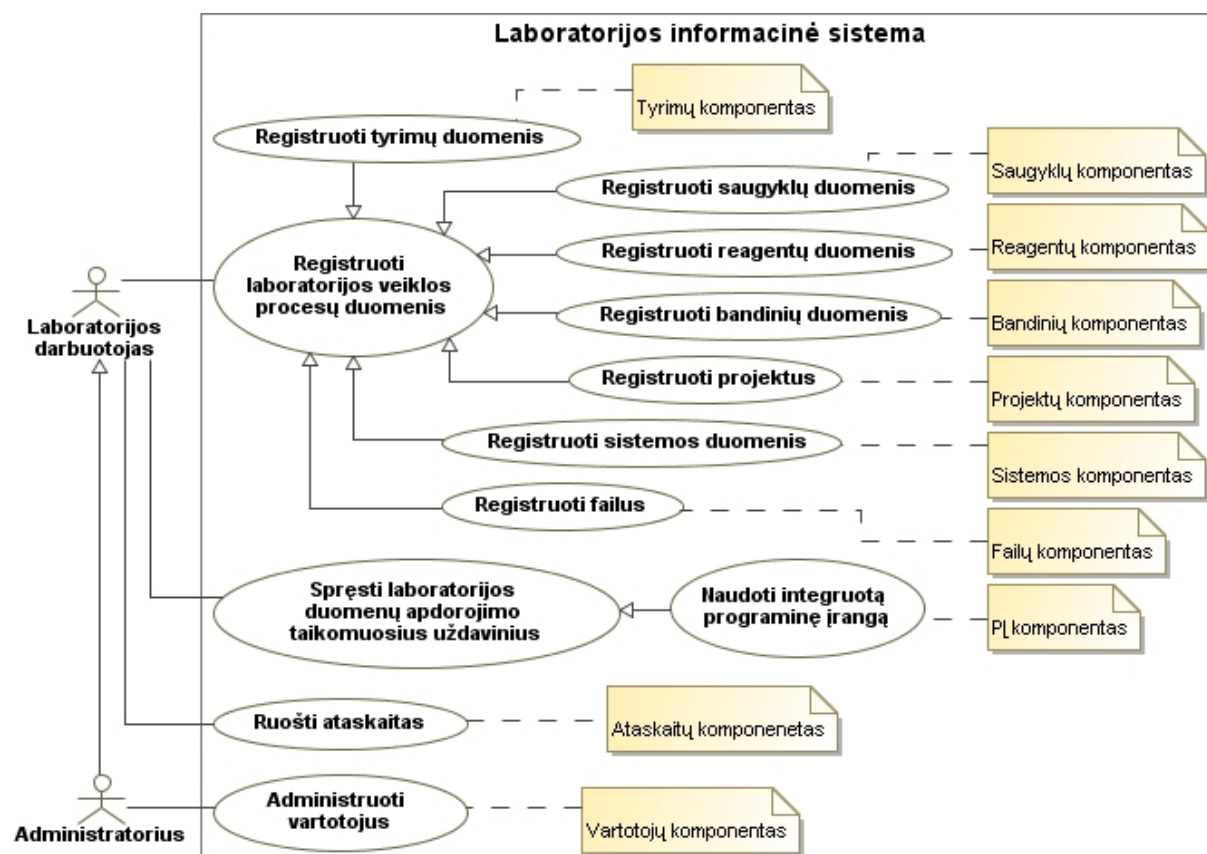 Laboratorijos informacinė sistema
Tyrimų komponentas
Registruoti tyrimų duomenis
Saugyklų komponentas
Registruoti saugyklų duomenis
Reagentų komponentas
Registruoti reagentų duomenis
Registruoti
laboratorijos veiklos
procesų duomenis
Bandinių komponentas
Registruoti bandinių duomenis
Laboratorijos
darbuotojas
Registruoti projektus
Projektų komponentas
Registruoti sistemos duomenis
Sistemos komponentas
Registruoti failus
Failų komponentas
Spręsti laboratorijos
duomenų apdorojimo
taikomuosius uždavinius
Naudoti integruotą
programinę įrangą
PĮ komponentas
Ruošti ataskaitas
Ataskaitų komponenetas
Administruoti
vartotojus
Administratorius
Vartotojų komponentas